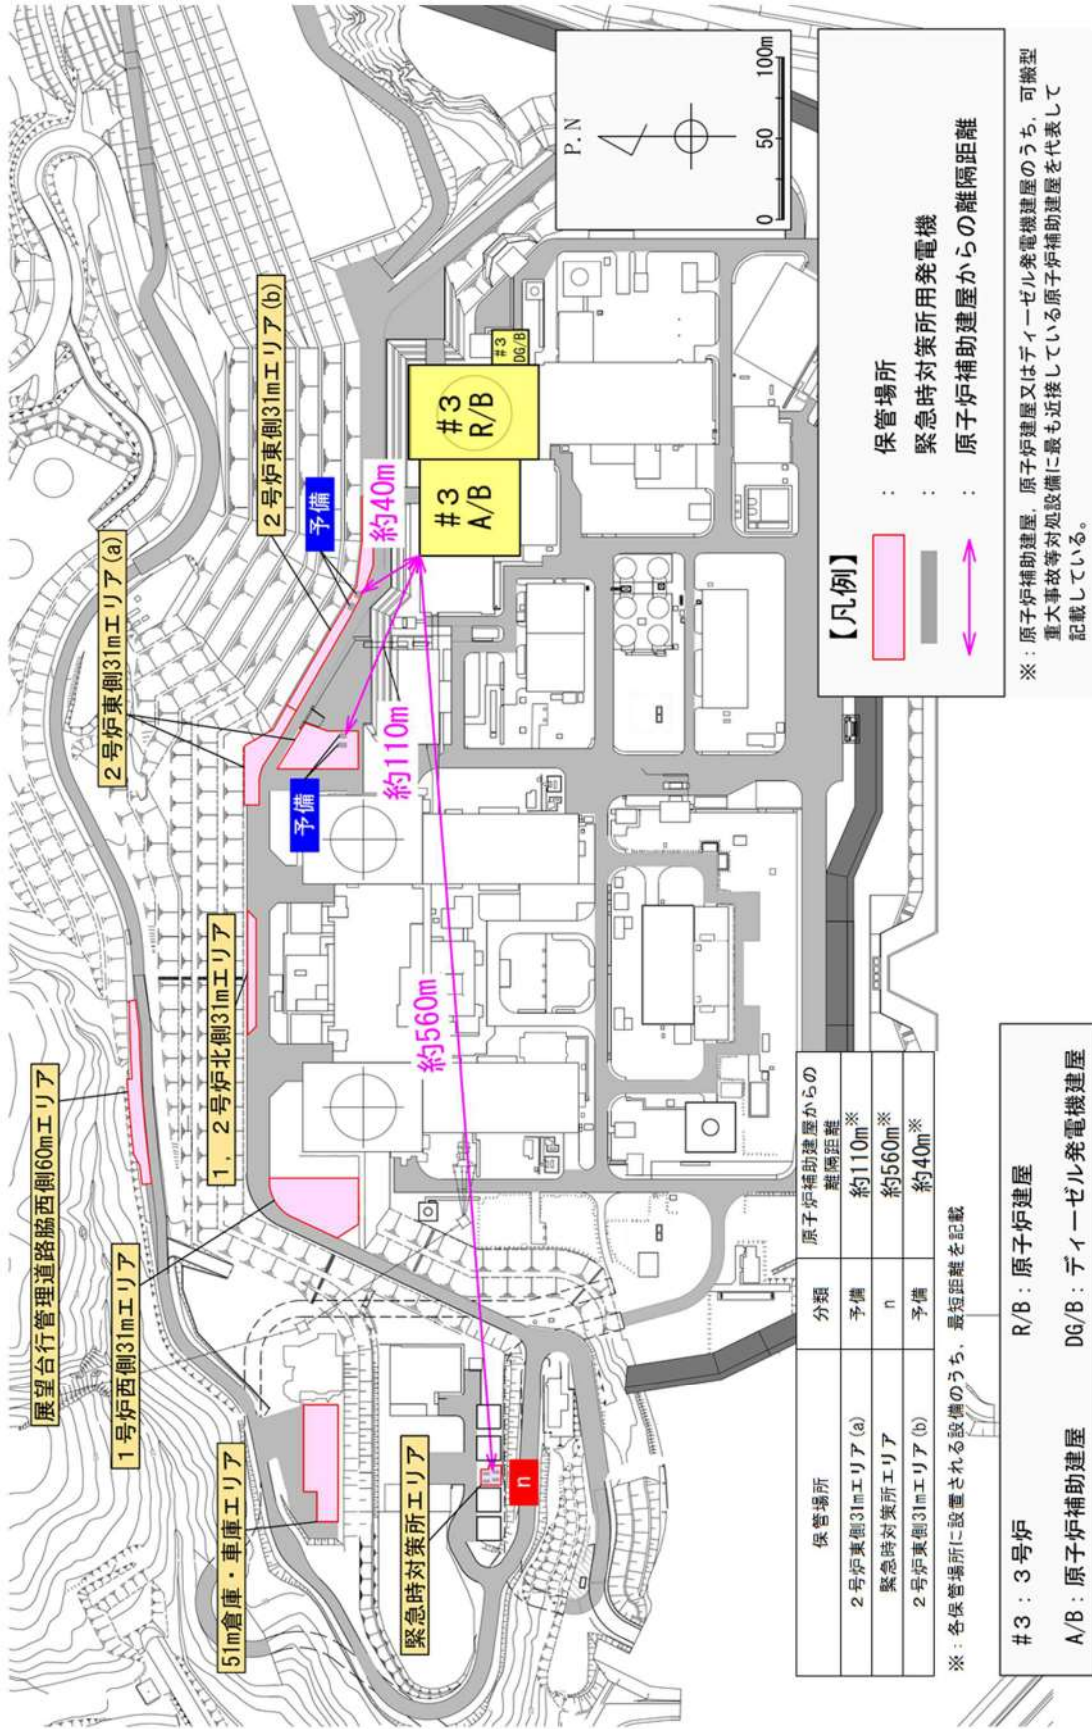 展望台行管理道路脇西側60mエリア
1号炉西側31mエリア
51m倉庫・車庫エリア
緊急時対策所エリア
n
1，2号炉北側31mエリア
2号炉東側31mエリア(a)
2号炉東側31mエリア(b)
予備
予備
約40m
約110m
約560m
#3
A/B
#3
R/B
#3
DG/B
P.N
0 50 100m
【凡例】
： 保管場所
： 緊急時対策所用発電機
： 原子炉補助建屋からの離隔距離
※：原子炉補助建屋，原子炉建屋又はディーゼル発電機建屋のうち，可搬型
重大事故等対処設備に最も近接している原子炉補助建屋を代表して
記載している。
保管場所 分類 原子炉補助建屋からの
離隔距離
2号炉東側31mエリア(a) 予備 約110m※
緊急時対策所エリア n 約560m※
2号炉東側31mエリア(b) 予備 約40m※
※：各保管場所に設置される設備のうち，最短距離を記載
#3：3号炉 R/B：原子炉建屋
A/B：原子炉補助建屋 DG/B：ディーゼル発電機建屋